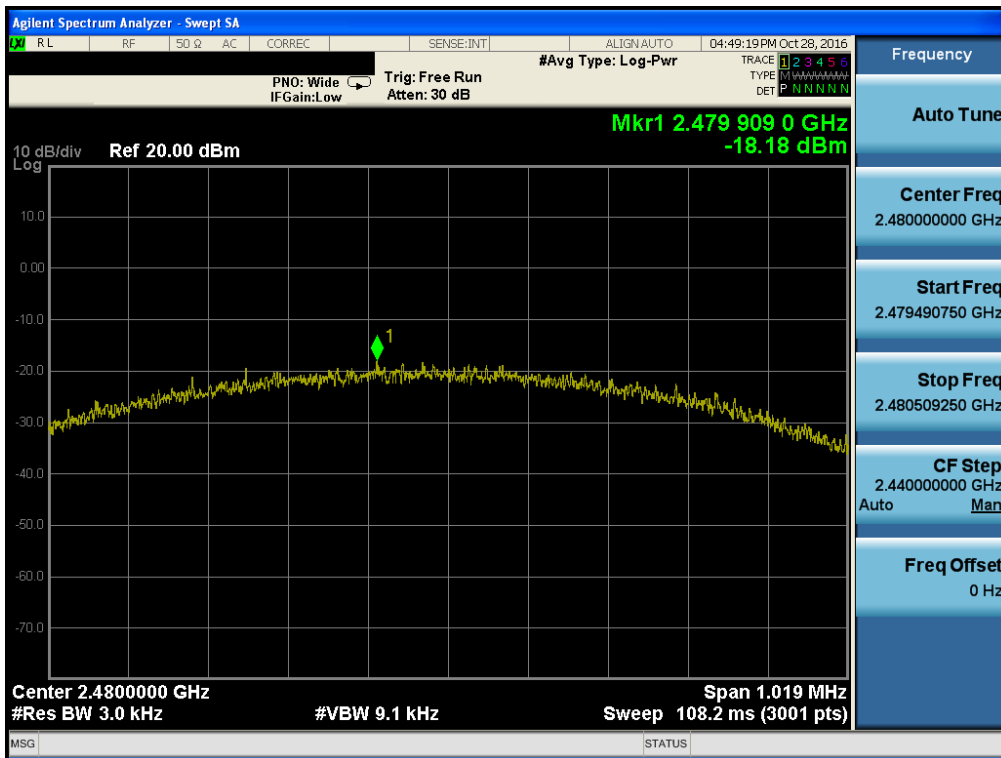 Agilent Spectrum Analyzer - Swept SA
LXI RL RF 50 Ω AC CORREC SENSE:INT ALIGN AUTO 04:49:19 PM Oct 28, 2016
#Avg Type: Log-Pwr TRACE 1 2 3 4 5 6
PNO: Wide Trig: Free Run TYPE M WWWWW
IFGain:Low Atten: 30 dB DET P N N N N N
Mkr1 2.479 909 0 GHz
-18.18 dBm
10 dB/div Ref 20.00 dBm
Log
10.0
0.00
-10.0
1
-20.0
-30.0
-40.0
-50.0
-60.0
-70.0
Center 2.4800000 GHz Span 1.019 MHz
#Res BW 3.0 kHz #VBW 9.1 kHz Sweep 108.2 ms (3001 pts)
MSG STATUS
Frequency
Auto Tune
Center Freq
2.480000000 GHz
Start Freq
2.479490750 GHz
Stop Freq
2.480509250 GHz
CF Step
2.440000000 GHz
Auto Man
Freq Offset
0 Hz